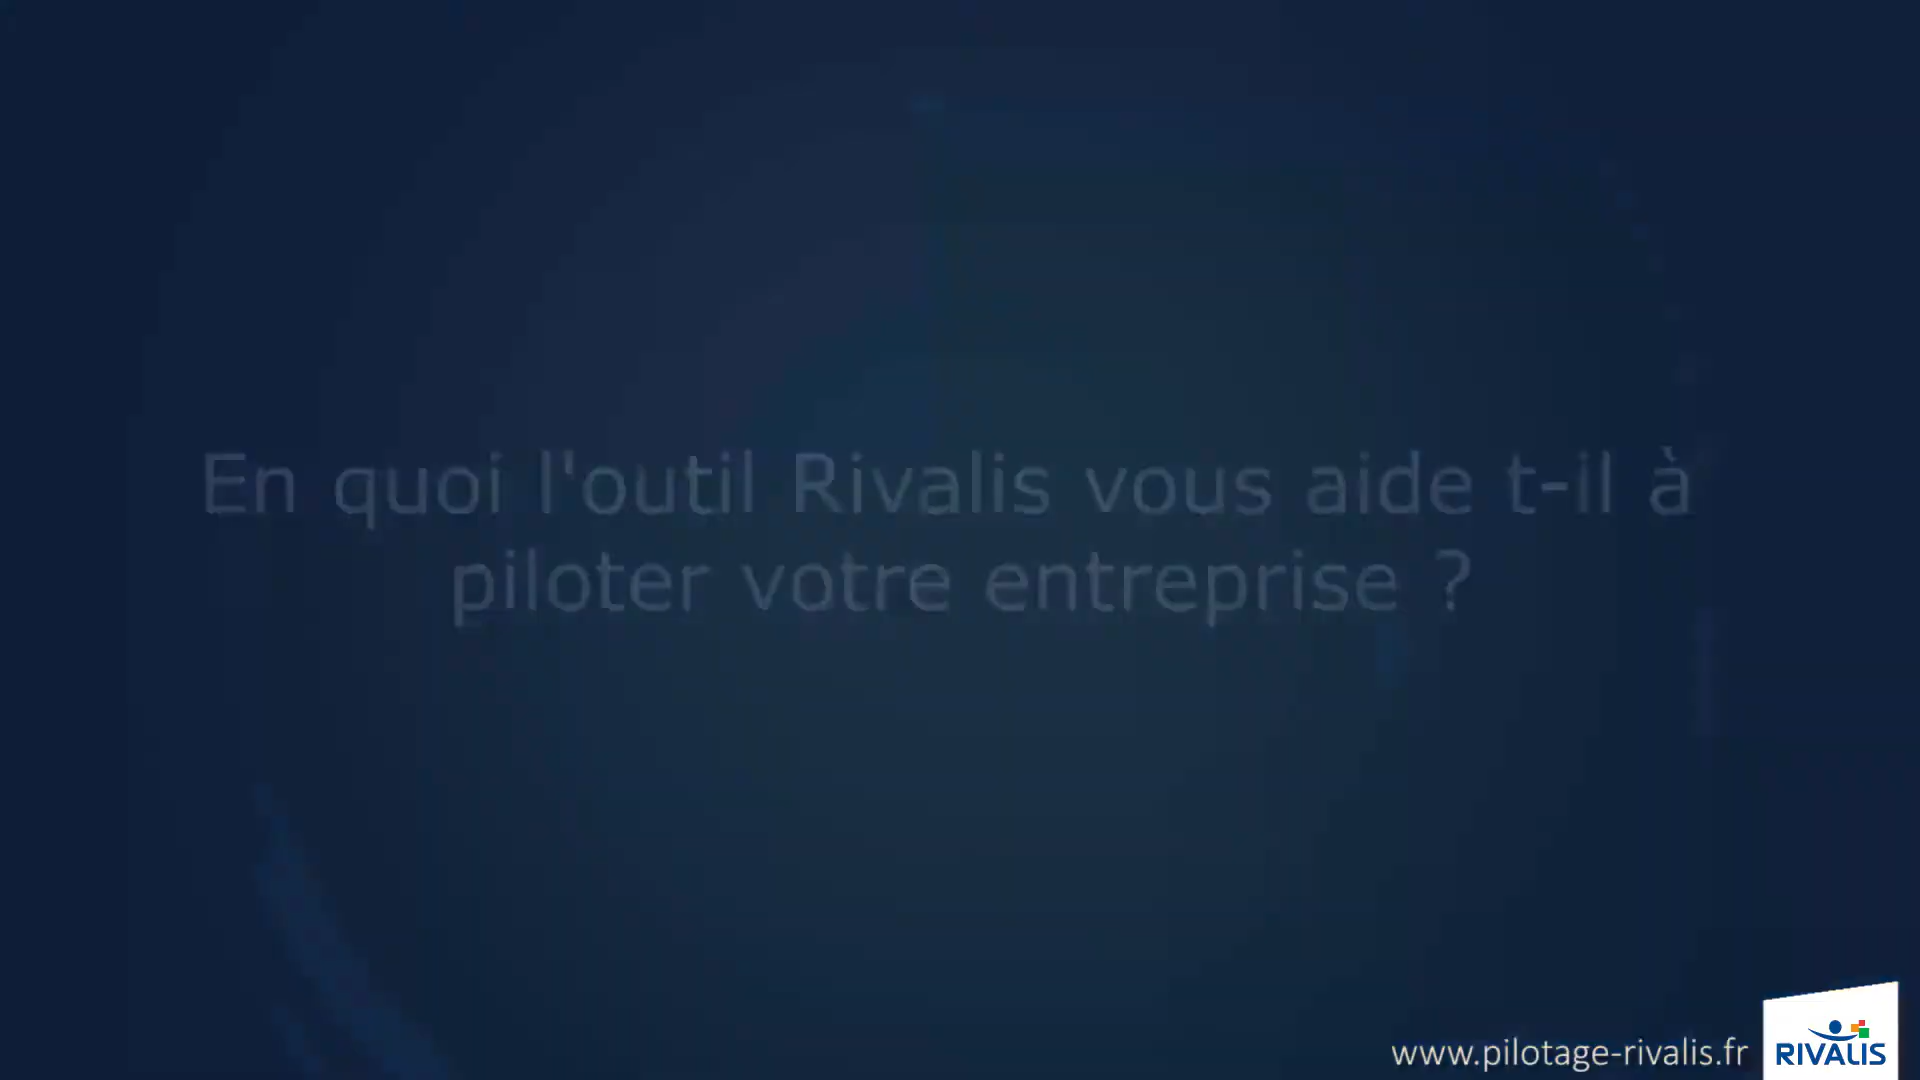 En quoi l'outil Rivalis vous aide t-il à
piloter votre entreprise ?
www.pilotage-rivalis.fr
RIVALIS